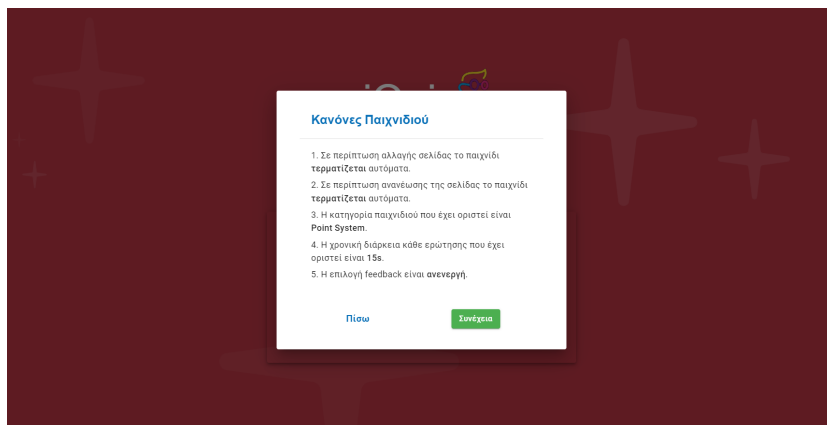 Κανόνες Παιχνιδιού
1. Σε περίπτωση αλλαγής σελίδας το παιχνίδι
τερματίζεται αυτόματα.
2. Σε περίπτωση ανανέωσης της σελίδας το παιχνίδι
τερματίζεται αυτόματα.
3. Η κατηγορία παιχνιδιού που έχει οριστεί είναι
Point System.
4. Η χρονική διάρκεια κάθε ερώτησης που έχει
οριστεί είναι 15s.
5. Η επιλογή feedback είναι ανενεργή.
Πίσω
Συνέχεια